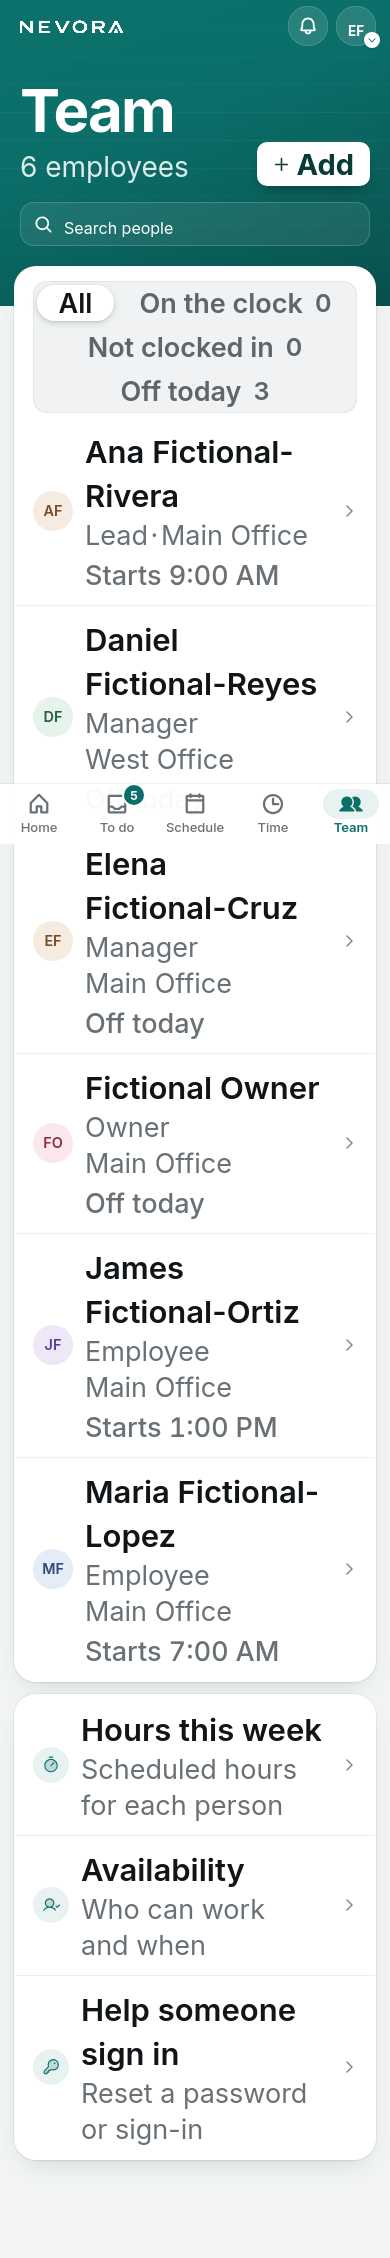 NEVORA
EF
Team
6 employees
+ Add
Search people
All On the clock 0
Not clocked in 0
Off today 3
Ana Fictional-
Rivera
AF
Lead · Main Office
Starts 9:00 AM
Daniel
Fictional-Reyes
DF
Manager
West Office
5
Home To do Schedule Time Team
Elena
Fictional-Cruz
EF
Manager
Main Office
Off today
Fictional Owner
FO
Owner
Main Office
Off today
James
Fictional-Ortiz
JF
Employee
Main Office
Starts 1:00 PM
Maria Fictional-
Lopez
MF
Employee
Main Office
Starts 7:00 AM
Hours this week
Scheduled hours
for each person
Availability
Who can work
and when
Help someone
sign in
Reset a password
or sign-in